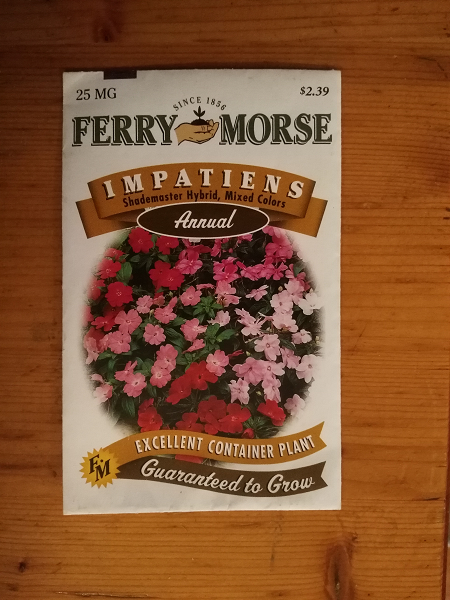 25 MG
$2.39
SINCE 1856
FERRY MORSE
IMPATIENS
Shademaster Hybrid, Mixed Colors
Annual
EXCELLENT CONTAINER PLANT
F-M
Guaranteed to Grow